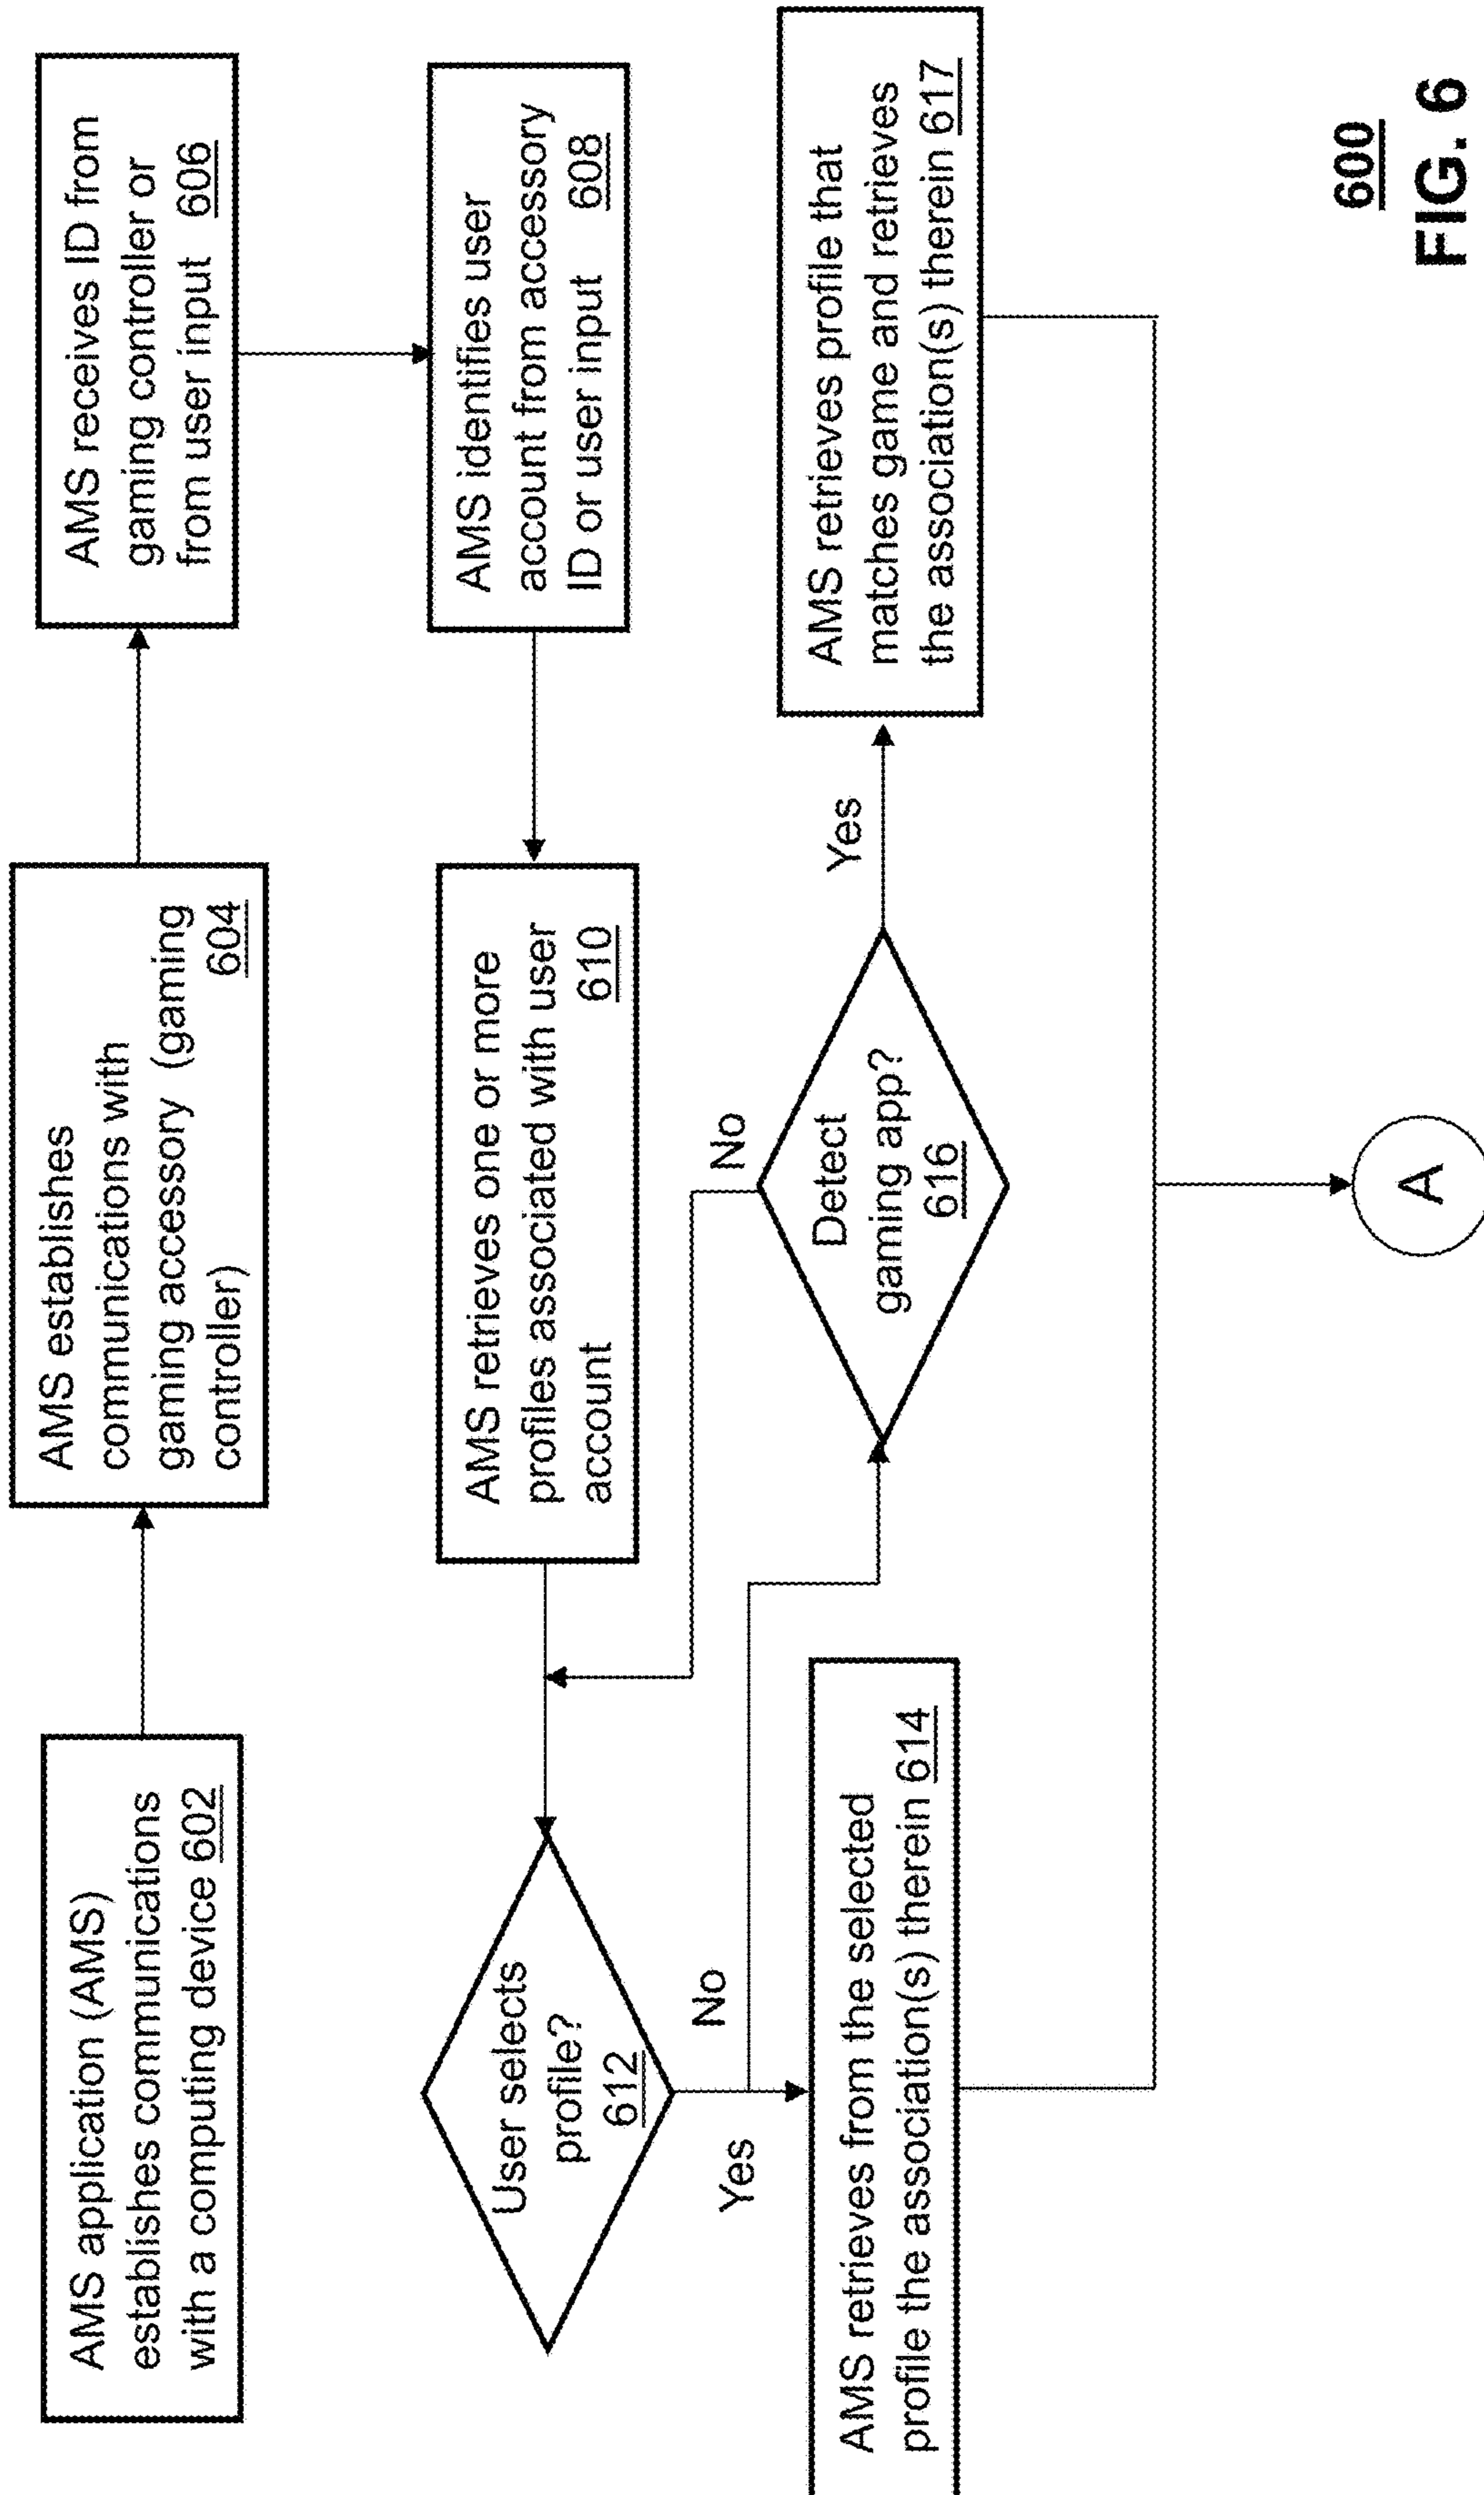 AMS application (AMS)
establishes communications
with a computing device 602
AMS establishes
communications with
gaming accessory (gaming
controller) 604
AMS receives ID from
gaming controller or
from user input 606
AMS identifies user
account from accessory
ID or user input 608
AMS retrieves one or more
profiles associated with user
account 610
User selects
profile?
612
No
Yes
AMS retrieves from the selected
profile the association(s) therein 614
Detect
gaming app?
616
No
Yes
AMS retrieves profile that
matches game and retrieves
the association(s) therein 617
A
600
FIG. 6